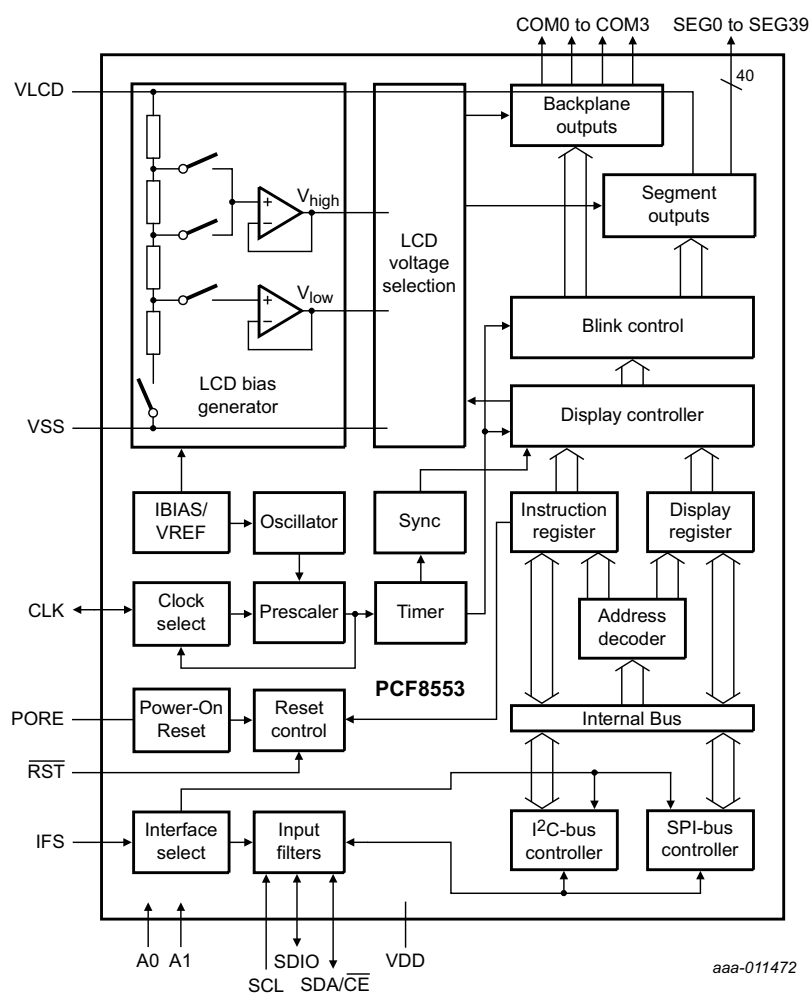 COM0 to COM3
SEG0 to SEG39
40
VLCD
Backplane
outputs
Vhigh
Segment
outputs
LCD
voltage
selection
Vlow
Blink control
LCD bias
generator
Display controller
VSS
IBIAS/
VREF
Oscillator
Sync
Instruction
register
Display
register
CLK
Clock
select
Prescaler
Timer
Address
decoder
PCF8553
PORE
Power-On
Reset
Reset
control
Internal Bus
RST
IFS
Interface
select
Input
filters
I2C-bus
controller
SPI-bus
controller
A0
A1
SCL
SDIO
SDA/CE
VDD
aaa-011472